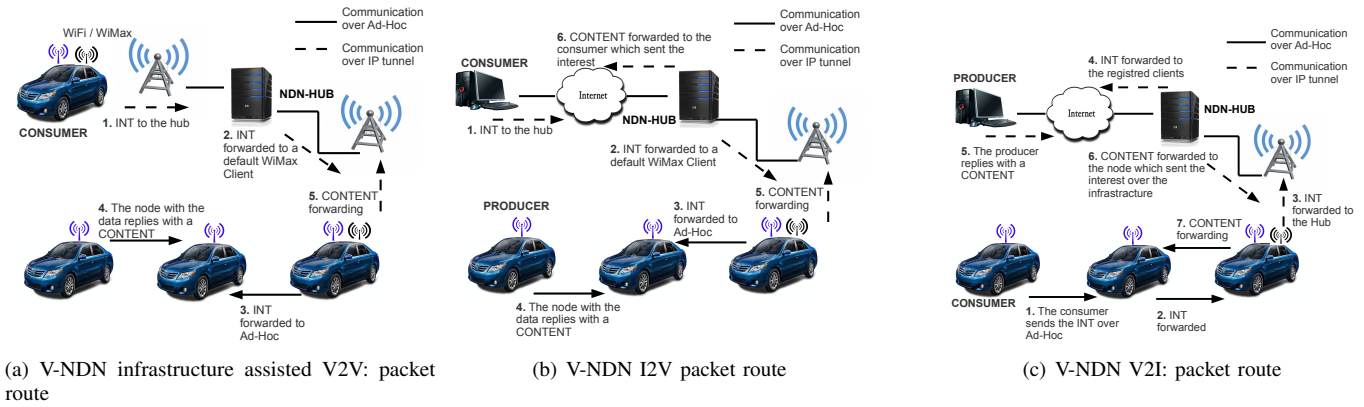 WiFi / WiMax
CONSUMER
1. INT to the hub
NDN-HUB
2. INT
forwarded to a
default WiMax
Client
Communication
over Ad-Hoc
Communication
over IP tunnel
5. CONTENT
forwarding
4. The node with the
data replies with a
CONTENT
3. INT
forwarded to
Ad-Hoc
(a) V-NDN infrastructure assisted V2V: packet
route
6. CONTENT forwarded to the
consumer which sent the
interest
Communication
over Ad-Hoc
Communication
over IP tunnel
CONSUMER
Internet
NDN-HUB
1. INT to the hub
2. INT forwarded to a
default WiMax Client
5. CONTENT
forwarding
PRODUCER
3. INT
forwarded to
Ad-Hoc
4. The node with the
data replies with a
CONTENT
(b) V-NDN I2V packet route
Communication
over Ad-Hoc
Communication
over IP tunnel
4. INT forwarded to
the registred clients
PRODUCER
Internet
NDN-HUB
5. The producer
replies with a
CONTENT
6. CONTENT forwarded to
the node which sent the
interest over the
infrastracture
3. INT
forwarded to
the Hub
7. CONTENT
forwarding
CONSUMER
1. The consumer
sends the INT over
Ad-Hoc
2. INT
forwarded
(c) V-NDN V2I: packet route